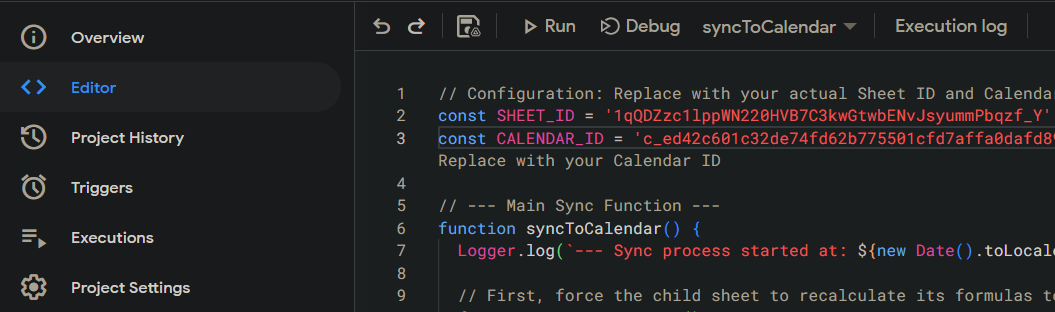 Overview
Editor
Project History
Triggers
Executions
Project Settings
Run Debug syncToCalendar Execution log
1 // Configuration: Replace with your actual Sheet ID and Calenda
2 const SHEET_ID = '1qQDZzc1lppWN220HVB7C3kwGtwbENvJsyummPbqzf_Y'
3 const CALENDAR_ID = 'c_ed42c601c32de74fd62b775501cfd7affa0dafd8
Replace with your Calendar ID
4
5 // --- Main Sync Function ---
6 function syncToCalendar() {
7 Logger.log(`--- Sync process started at: ${new Date().toLocal
8
9 // First, force the child sheet to recalculate its formulas t